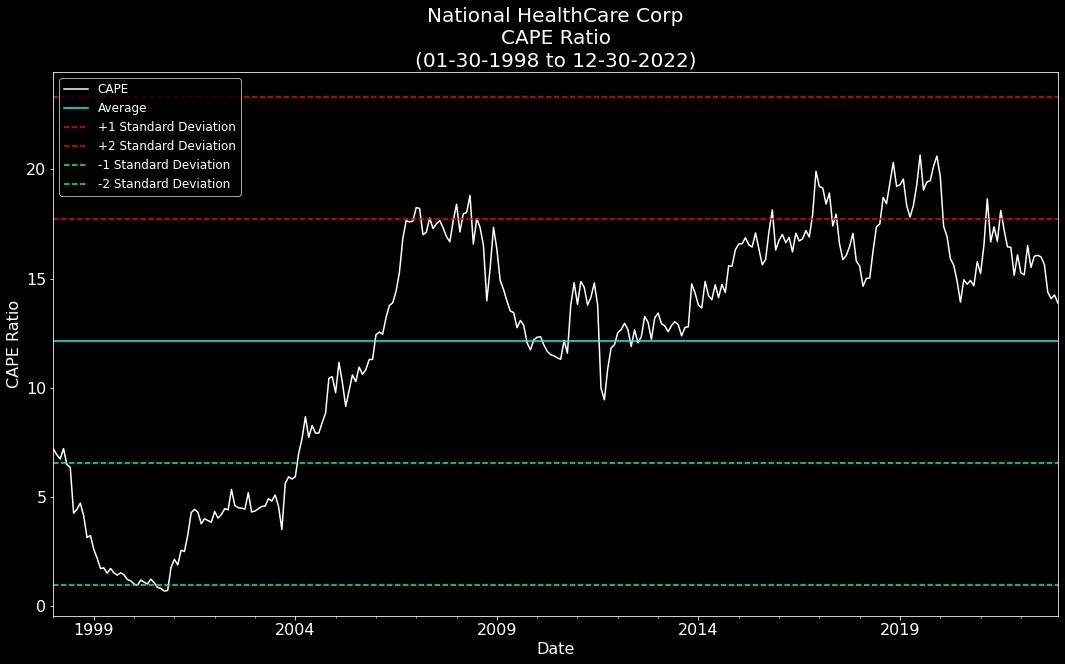 National HealthCare Corp
CAPE Ratio
(01-30-1998 to 12-30-2022)
CAPE
Average
+1 Standard Deviation
+2 Standard Deviation
-1 Standard Deviation
-2 Standard Deviation
CAPE Ratio
20
15
10
5
0
1999 2004 2009 2014 2019
Date